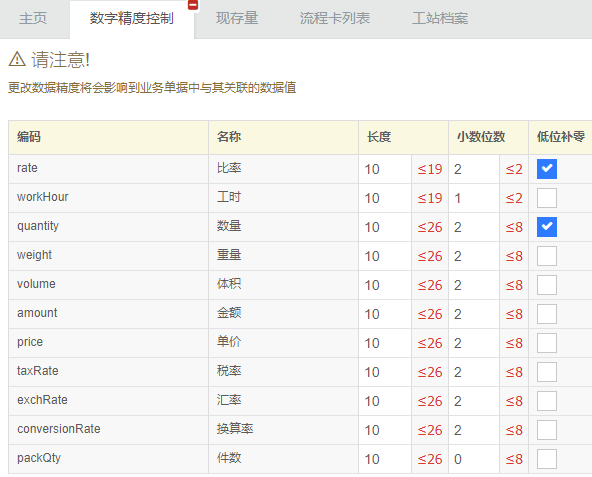 主页 数字精度控制 现存量 流程卡列表 工站档案
请注意!
更改数据精度将会影响到业务单据中与其关联的数据值
编码 名称 长度 小数位数 低位补零
rate 比率 10 ≤19 2 ≤2
workHour 工时 10 ≤19 1 ≤2
quantity 数量 10 ≤26 2 ≤8
weight 重量 10 ≤26 2 ≤8
volume 体积 10 ≤26 2 ≤8
amount 金额 10 ≤26 2 ≤8
price 单价 10 ≤26 2 ≤8
taxRate 税率 10 ≤26 2 ≤8
exchRate 汇率 10 ≤26 2 ≤8
conversionRate 换算率 10 ≤26 2 ≤8
packQty 件数 10 ≤26 0 ≤8